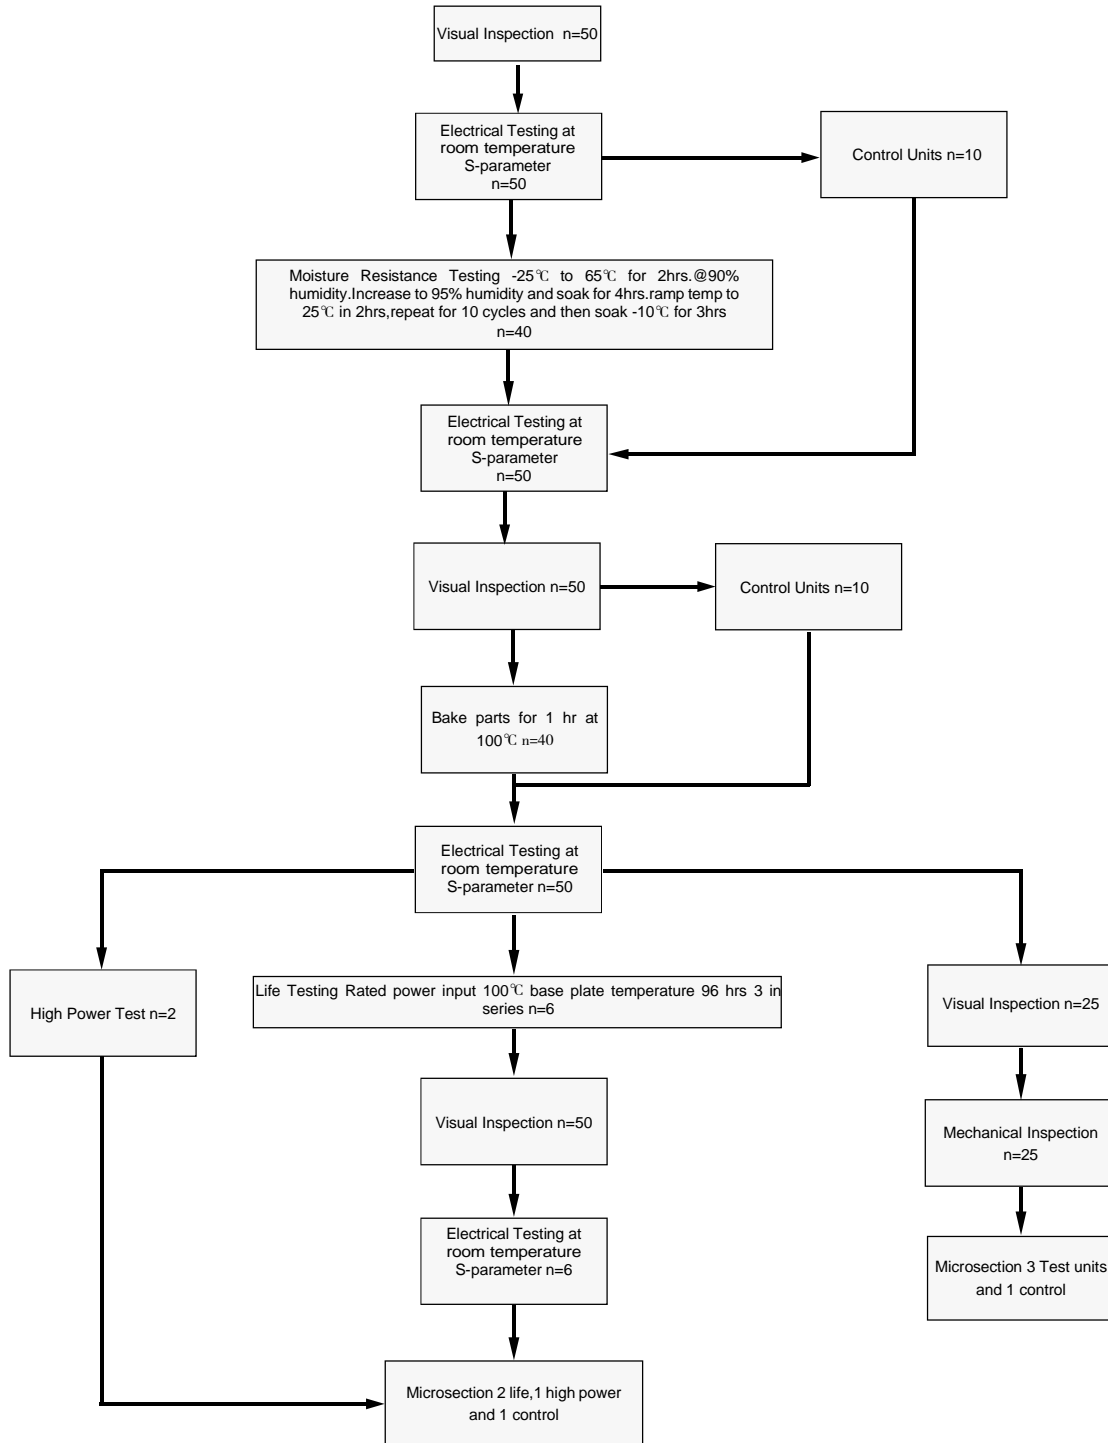 Visual Inspection n=50
Electrical Testing at
room temperature
S-parameter
n=50
Control Units n=10
Moisture Resistance Testing -25℃ to 65℃ for 2hrs.@90%
humidity.Increase to 95% humidity and soak for 4hrs.ramp temp to
25℃ in 2hrs,repeat for 10 cycles and then soak -10℃ for 3hrs
n=40
Electrical Testing at
room temperature
S-parameter
n=50
Visual Inspection n=50
Control Units n=10
Bake parts for 1 hr at
100℃ n=40
Electrical Testing at
room temperature
S-parameter n=50
High Power Test n=2
Life Testing Rated power input 100℃ base plate temperature 96 hrs 3 in
series n=6
Visual Inspection n=25
Visual Inspection n=50
Mechanical Inspection
n=25
Electrical Testing at
room temperature
S-parameter n=6
Microsection 3 Test units
and 1 control
Microsection 2 life,1 high power
and 1 control